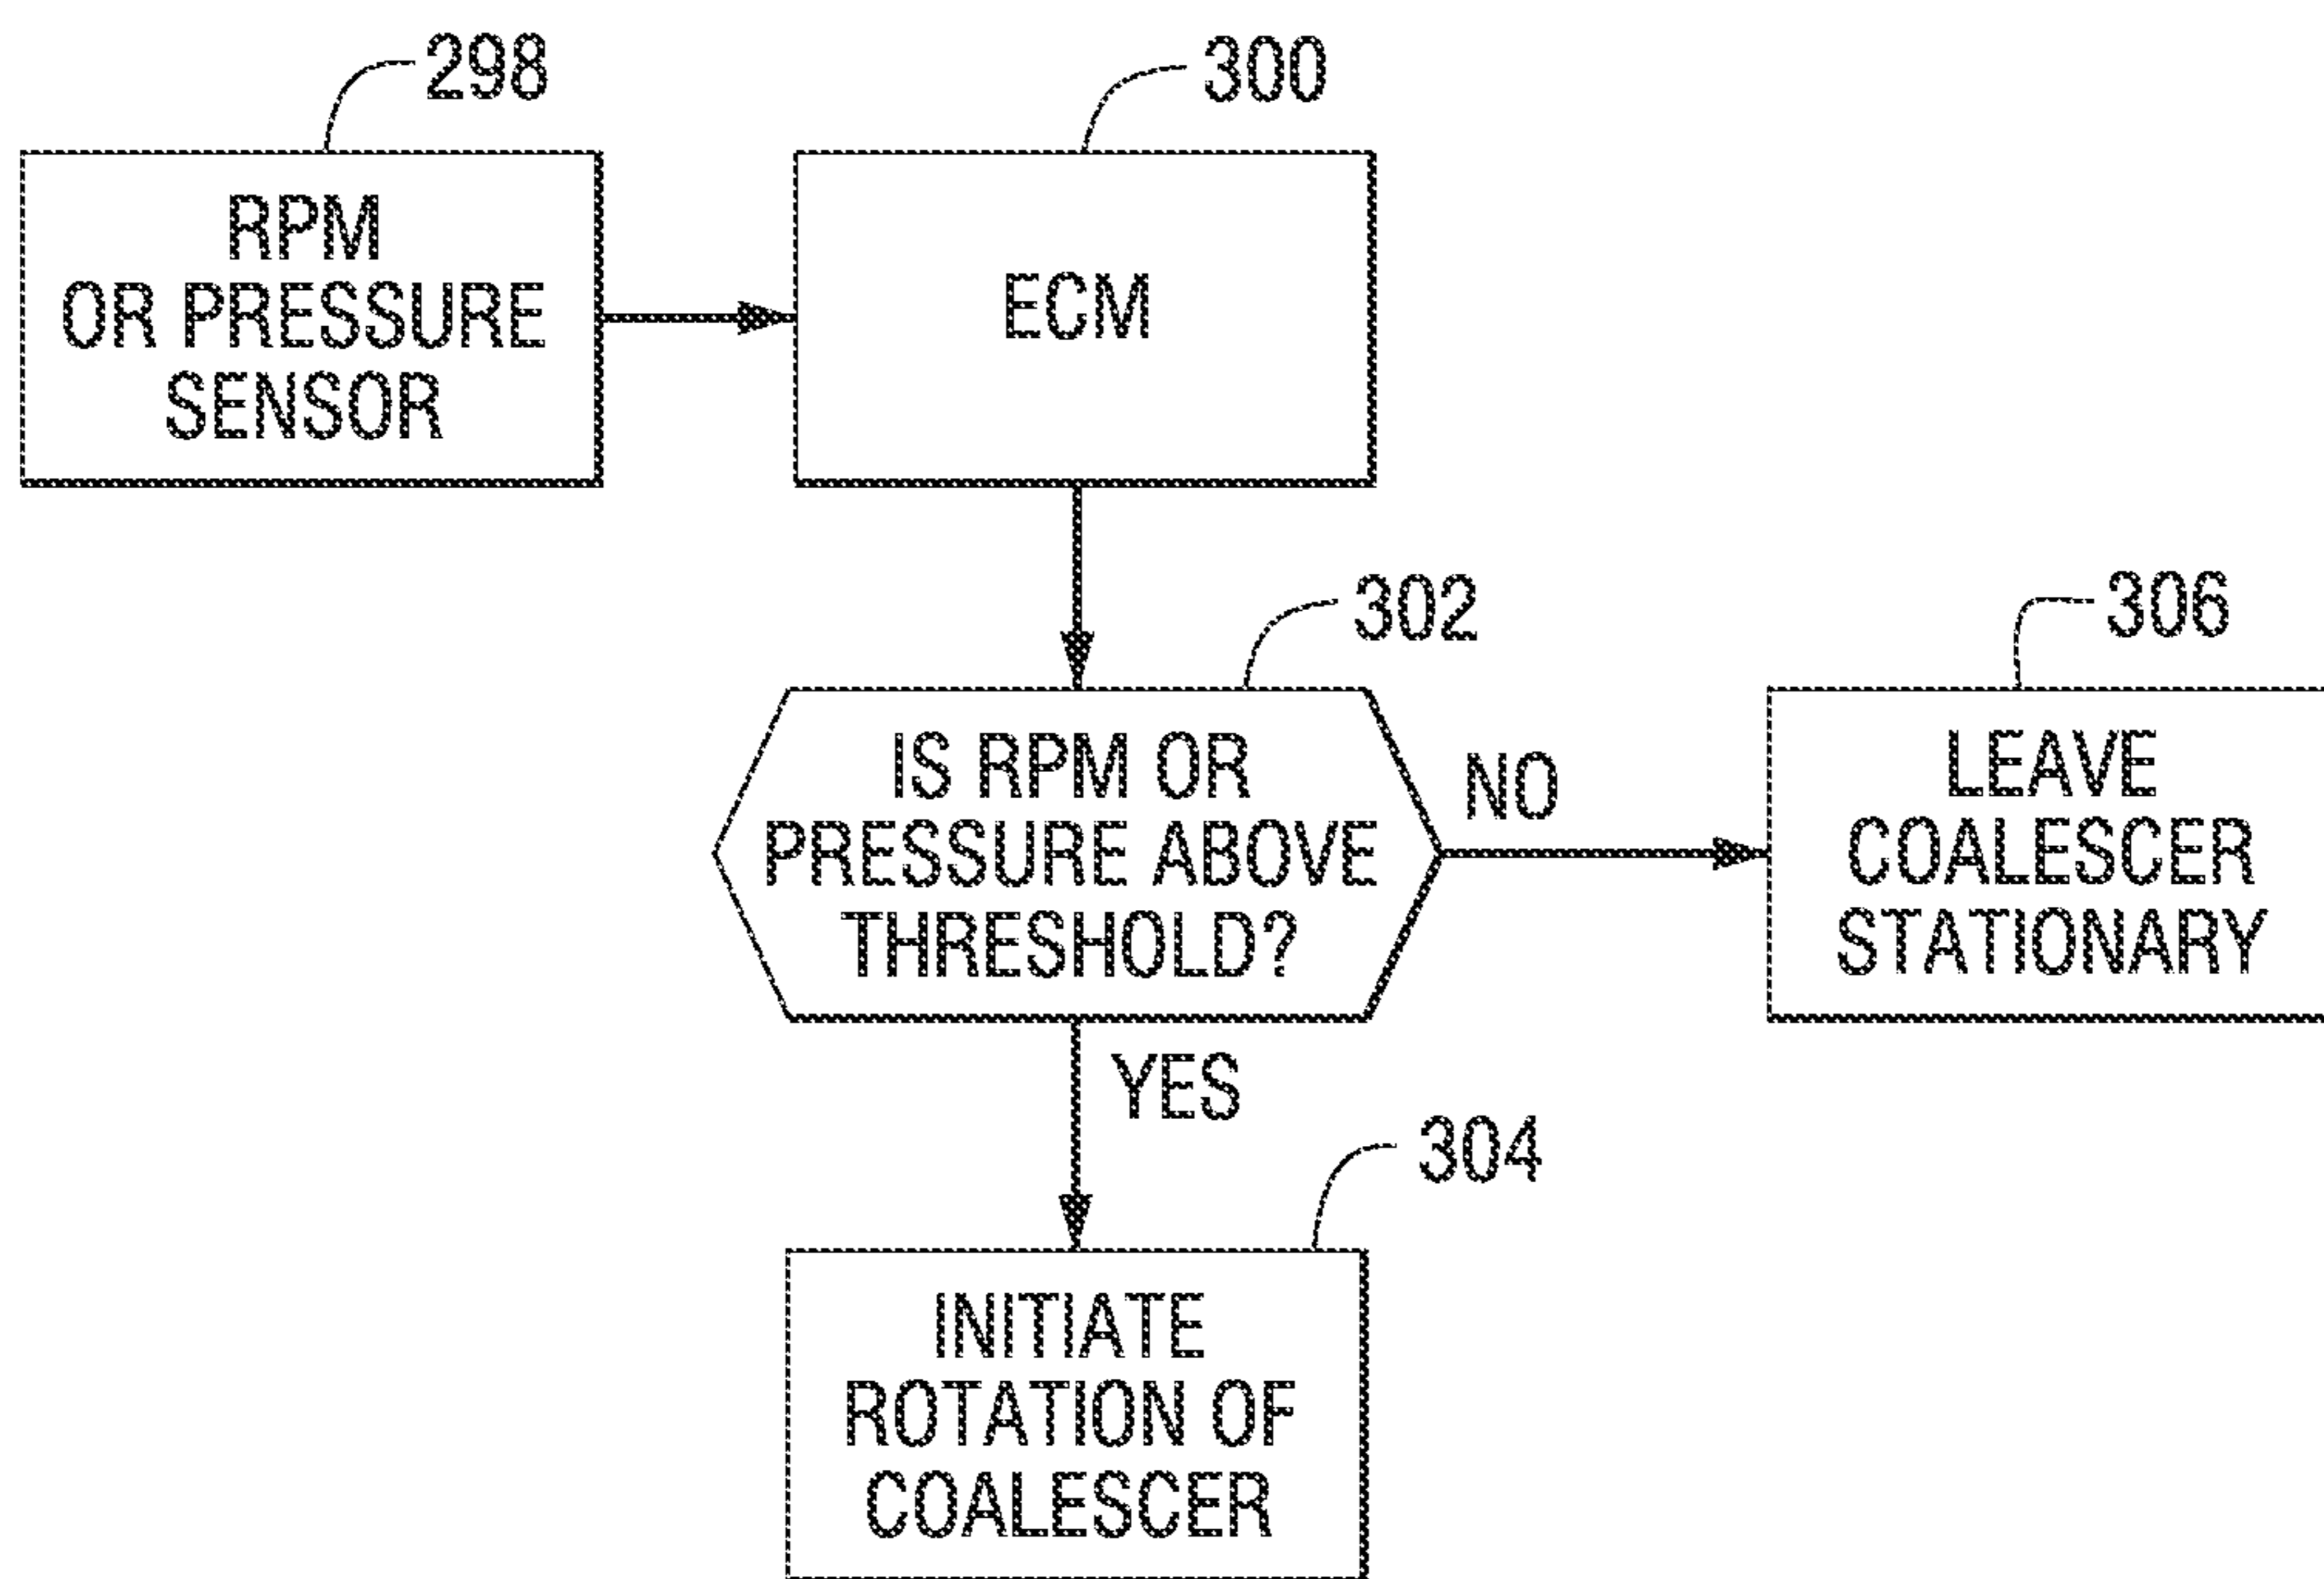 298
300
RPM
OR PRESSURE
SENSOR
ECM
302
306
IS RPM OR
PRESSURE ABOVE
THRESHOLD?
NO
LEAVE
COALESCER
STATIONARY
YES
304
INITIATE
ROTATION OF
COALESCER